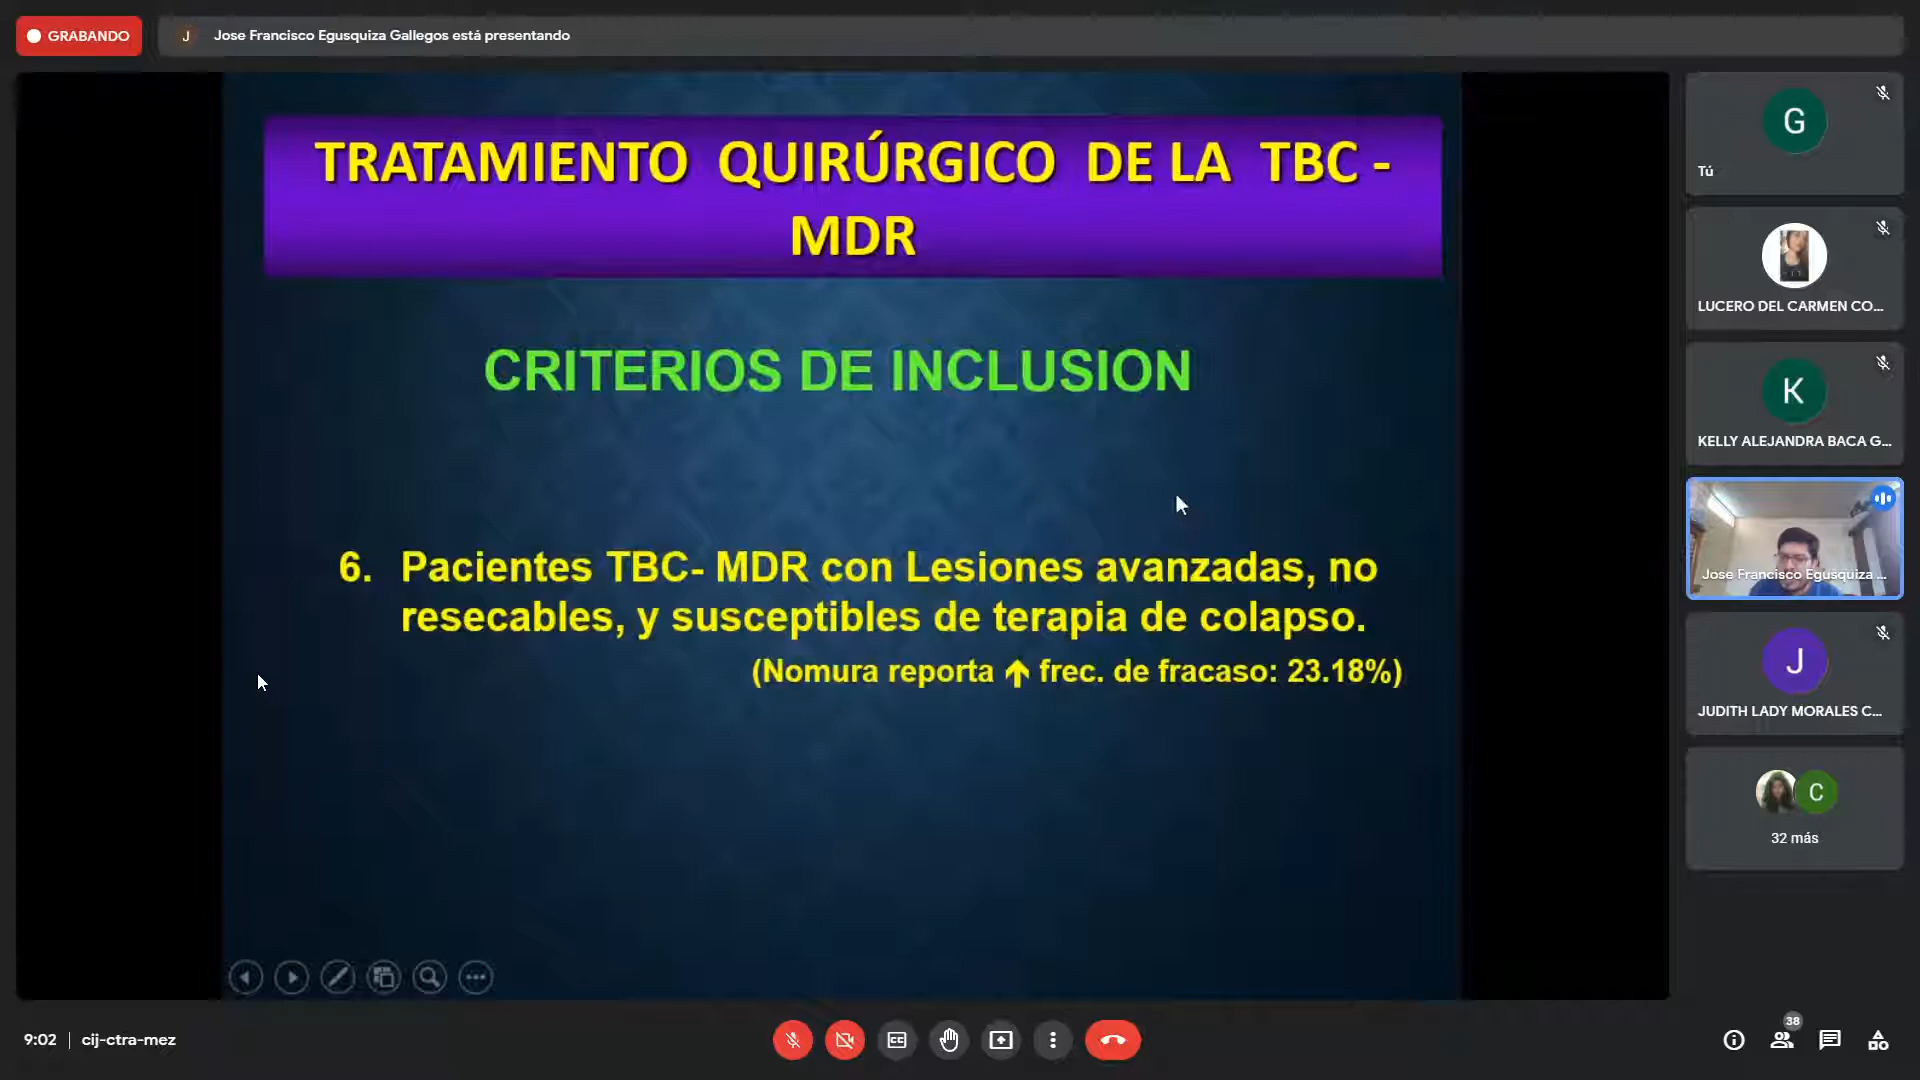 GRABANDO
J
Jose Francisco Egusquiza Gallegos está presentando
TRATAMIENTO QUIRÚRGICO DE LA TBC -
MDR
CRITERIOS DE INCLUSION
6. Pacientes TBC- MDR con Lesiones avanzadas, no
resecables, y susceptibles de terapia de colapso.
(Nomura reporta ↑ frec. de fracaso: 23.18%)
G
Tú
LUCERO DEL CARMEN CO...
K
KELLY ALEJANDRA BACA G...
Jose Francisco Egusquiza ...
J
JUDITH LADY MORALES C...
C
32 más
9:02 | cij-ctra-mez
CC
38